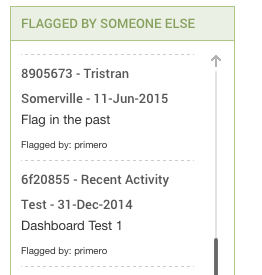 FLAGGED BY SOMEONE ELSE
8905673 - Tristran
Somerville - 11-Jun-2015
Flag in the past
Flagged by: primero
6f20855 - Recent Activity
Test - 31-Dec-2014
Dashboard Test 1
Flagged by: primero